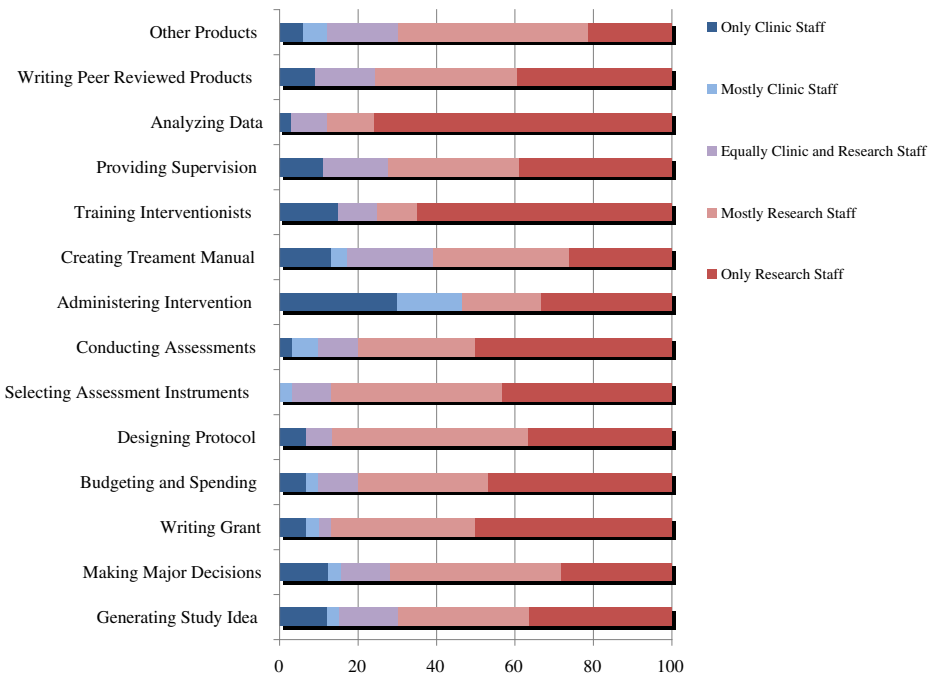 Other Products
Writing Peer Reviewed Products
Analyzing Data
Providing Supervision
Training Interventionists
Creating Treament Manual
Administering Intervention
Conducting Assessments
Selecting Assessment Instruments
Designing Protocol
Budgeting and Spending
Writing Grant
Making Major Decisions
Generating Study Idea
0 20 40 60 80 100
Only Clinic Staff
Mostly Clinic Staff
Equally Clinic and Research Staff
Mostly Research Staff
Only Research Staff